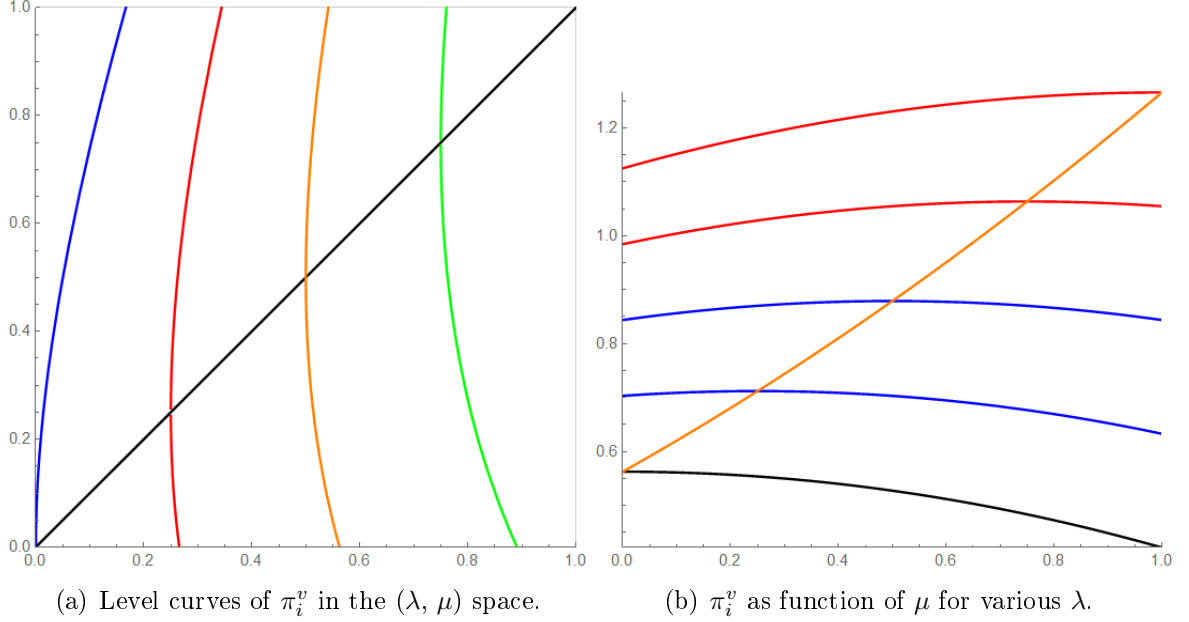 1.0
0.8
0.6
0.4
0.2
0.0
0.0 0.2 0.4 0.6 0.8 1.0
(a) Level curves of π_i^v in the (λ, μ) space.
1.2
1.0
0.8
0.6
0.0 0.2 0.4 0.6 0.8 1.0
(b) π_i^v as function of μ for various λ.